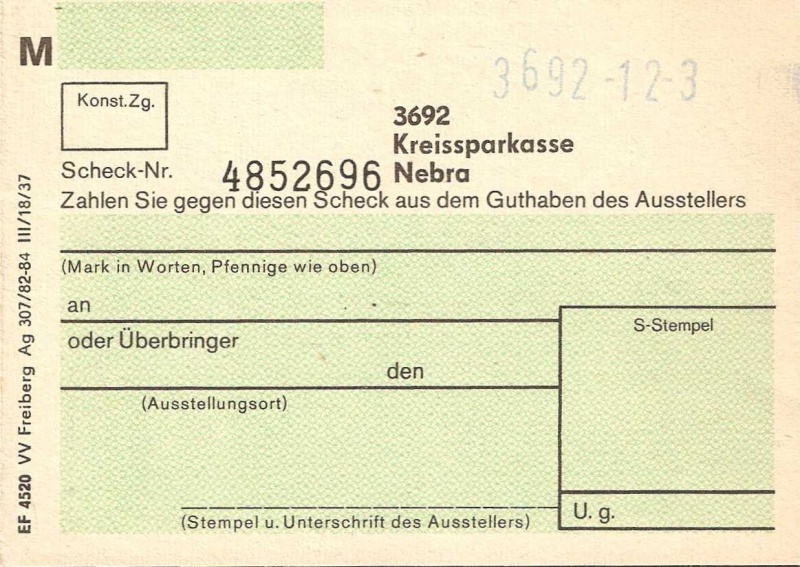 M
3692-12-3
Konst.Zg.
3692
Kreissparkasse
Scheck-Nr. 4852696 Nebra
Zahlen Sie gegen diesen Scheck aus dem Guthaben des Ausstellers
(Mark in Worten, Pfennige wie oben)
an
S-Stempel
oder Überbringer
den
(Ausstellungsort)
U. g.
(Stempel u. Unterschrift des Ausstellers)
EF 4520 VV Freiberg Ag 307/82-84 III/18/37